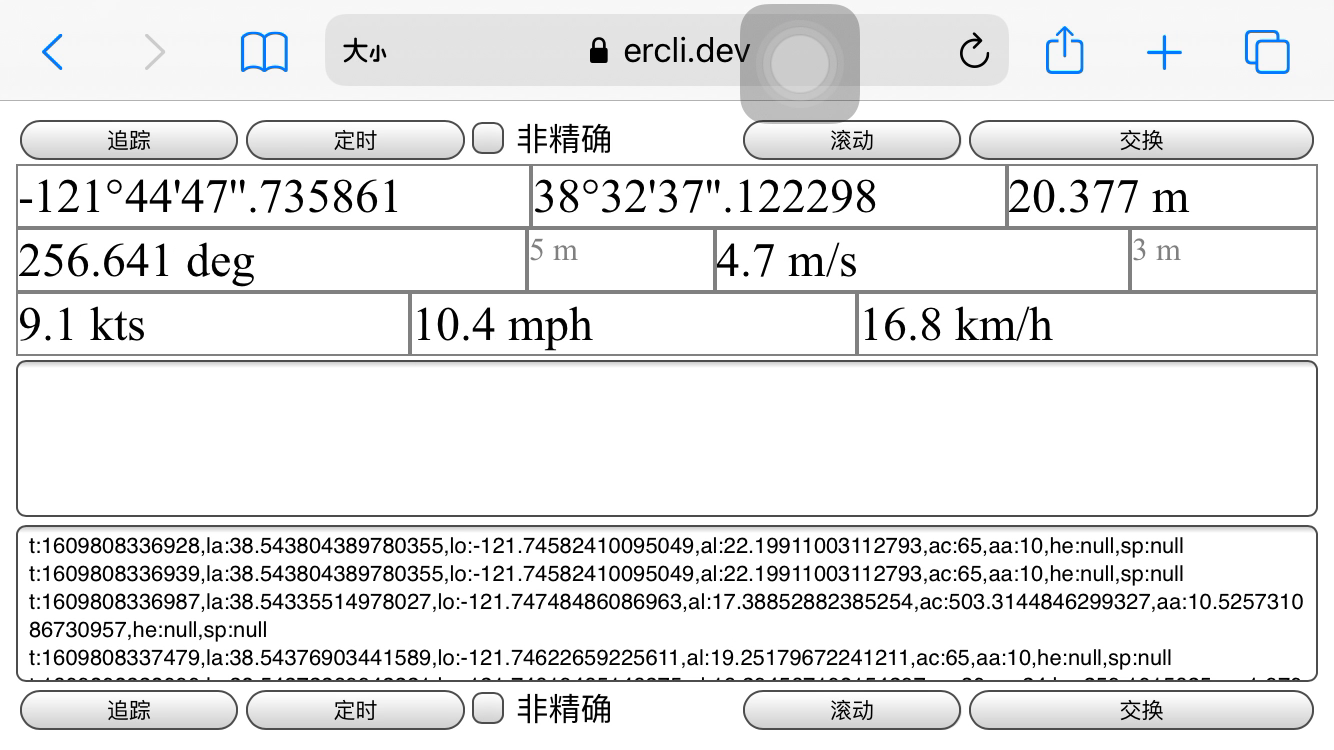 大小 ercli.dev
追踪 定时 非精确 滚动 交换
-121°44'47".735861 38°32'37".122298 20.377 m
256.641 deg 5 m 4.7 m/s 3 m
9.1 kts 10.4 mph 16.8 km/h
t:1609808336928,la:38.543804389780355,lo:-121.74582410095049,al:22.19911003112793,ac:65,aa:10,he:null,sp:null
t:1609808336939,la:38.543804389780355,lo:-121.74582410095049,al:22.19911003112793,ac:65,aa:10,he:null,sp:null
t:1609808336987,la:38.54335514978027,lo:-121.74748486086963,al:17.38852882385254,ac:503.3144846299327,aa:10.5257310
86730957,he:null,sp:null
t:1609808337479,la:38.54376903441589,lo:-121.74622659225611,al:19.25179672241211,ac:65,aa:10,he:null,sp:null
追踪 定时 非精确 滚动 交换